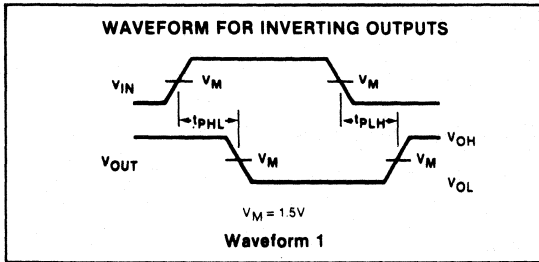 WAVEFORM FOR INVERTING OUTPUTS
VIN
VM
VM
tPHL
tPLH
VOUT
VM
VM
VOH
VOL
VM = 1.5V
Waveform 1